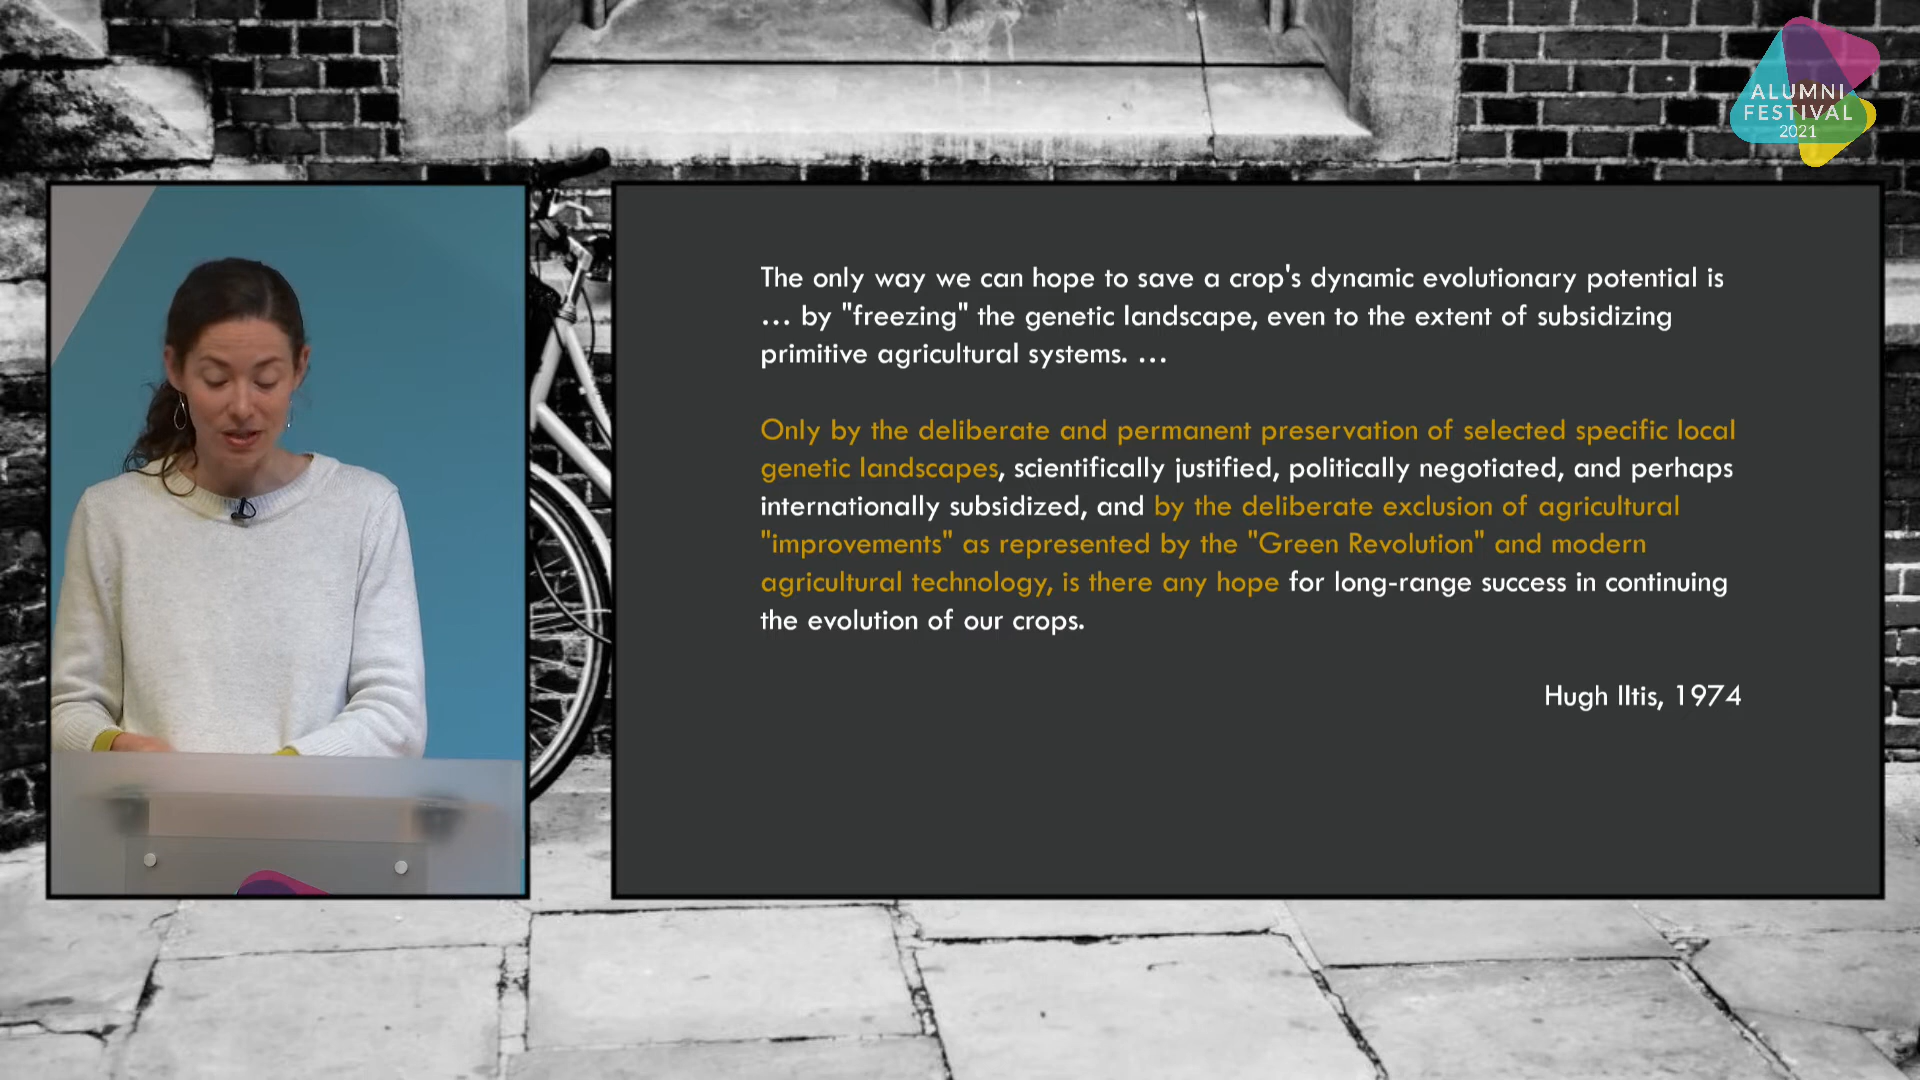 ALUMNI
FESTIVAL
2021
The only way we can hope to save a crop's dynamic evolutionary potential is
… by "freezing" the genetic landscape, even to the extent of subsidizing
primitive agricultural systems. …
Only by the deliberate and permanent preservation of selected specific local
genetic landscapes, scientifically justified, politically negotiated, and perhaps
internationally subsidized, and by the deliberate exclusion of agricultural
"improvements" as represented by the "Green Revolution" and modern
agricultural technology, is there any hope for long-range success in continuing
the evolution of our crops.
Hugh Iltis, 1974